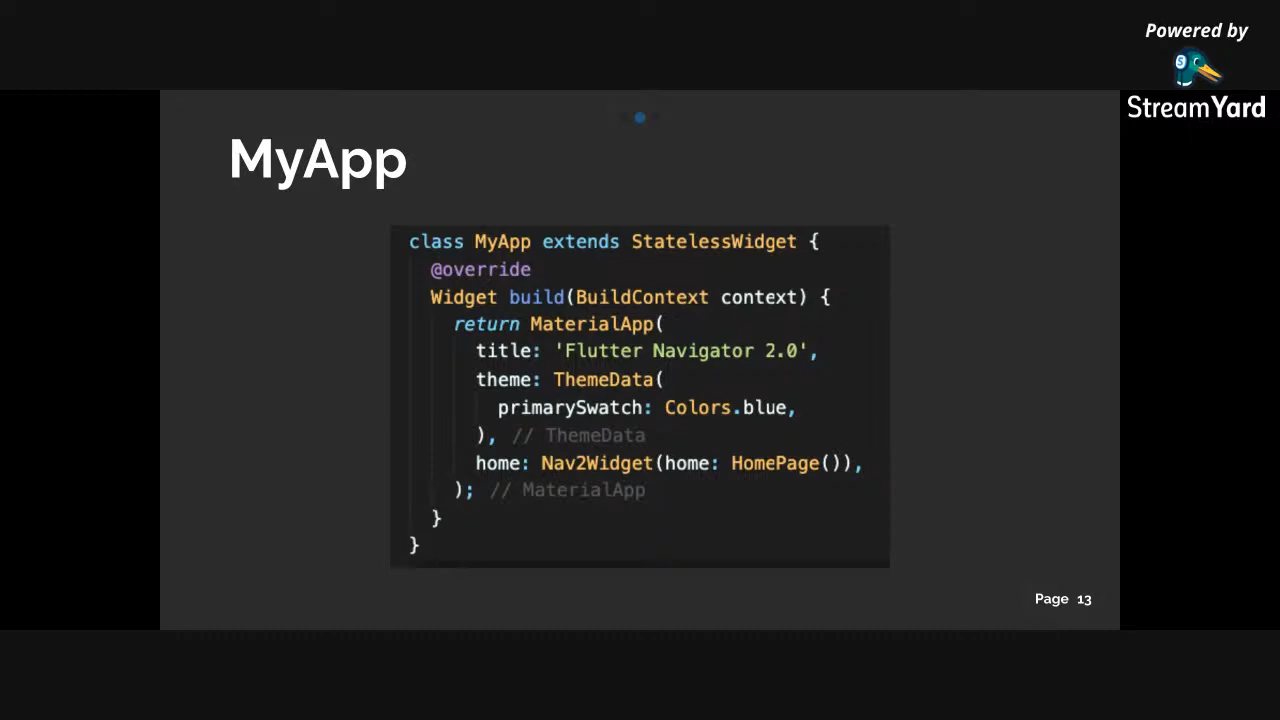 Powered by
StreamYard
MyApp
class MyApp extends StatelessWidget {
@override
Widget build(BuildContext context) {
return MaterialApp(
title: 'Flutter Navigator 2.0',
theme: ThemeData(
primarySwatch: Colors.blue,
), // ThemeData
home: Nav2Widget(home: HomePage()),
); // MaterialApp
}
}
Page 13